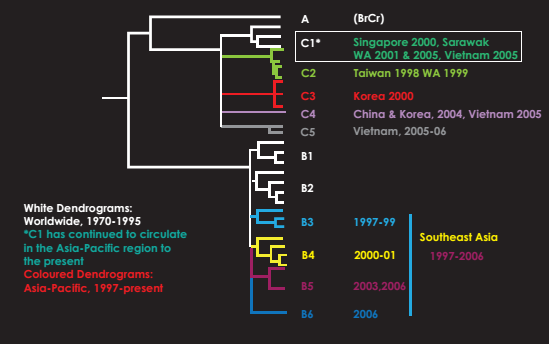 A (BrCr)
C1* Singapore 2000, Sarawak
WA 2001 & 2005, Vietnam 2005
C2 Taiwan 1998 WA 1999
C3 Korea 2000
C4 China & Korea, 2004, Vietnam 2005
C5 Vietnam, 2005-06
B1
B2
B3 1997-99
B4 2000-01
B5 2003,2006
B6 2006
Southeast Asia
1997-2006
White Dendrograms:
Worldwide, 1970-1995
*C1 has continued to circulate
in the Asia-Pacific region to
the present
Coloured Dendrograms:
Asia-Pacific, 1997-present